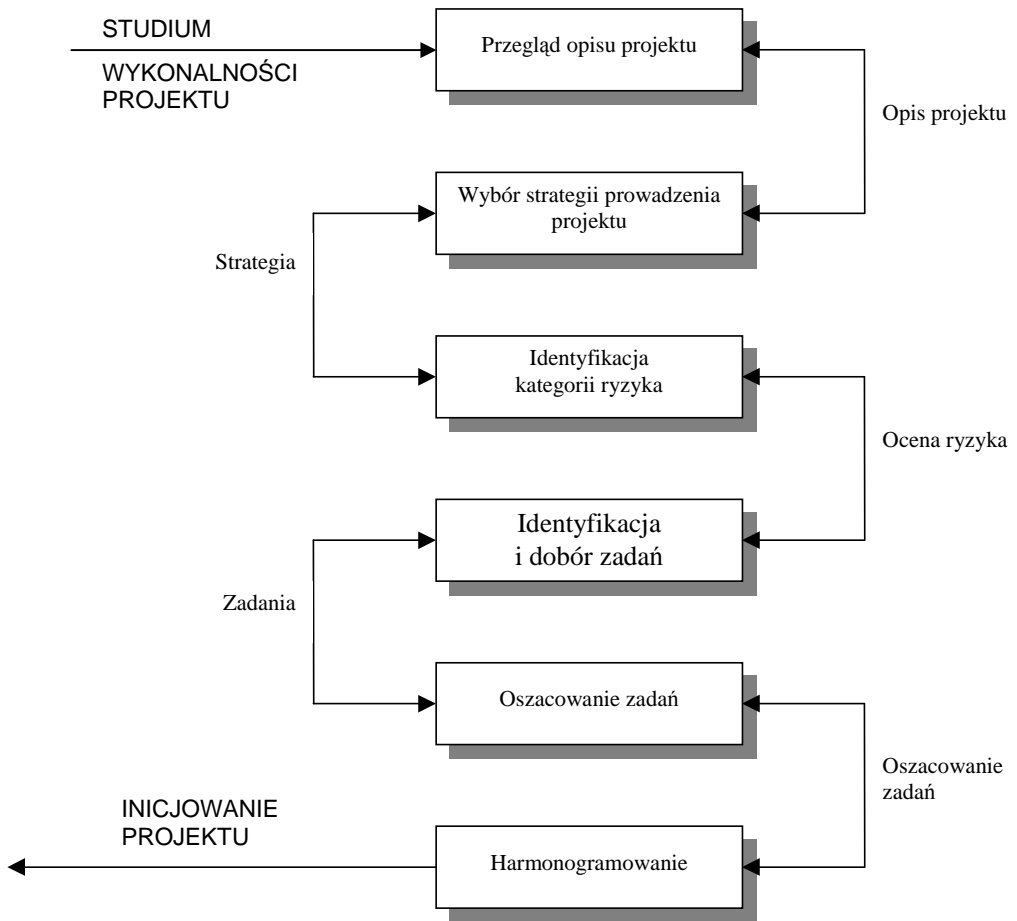 STUDIUM
WYKONALNOŚCI
PROJEKTU
Przegląd opisu projektu
Opis projektu
Wybór strategii prowadzenia
projektu
Strategia
Identyfikacja
kategorii ryzyka
Ocena ryzyka
Identyfikacja
i dobór zadań
Zadania
Oszacowanie zadań
Oszacowanie
zadań
INICJOWANIE
PROJEKTU
Harmonogramowanie